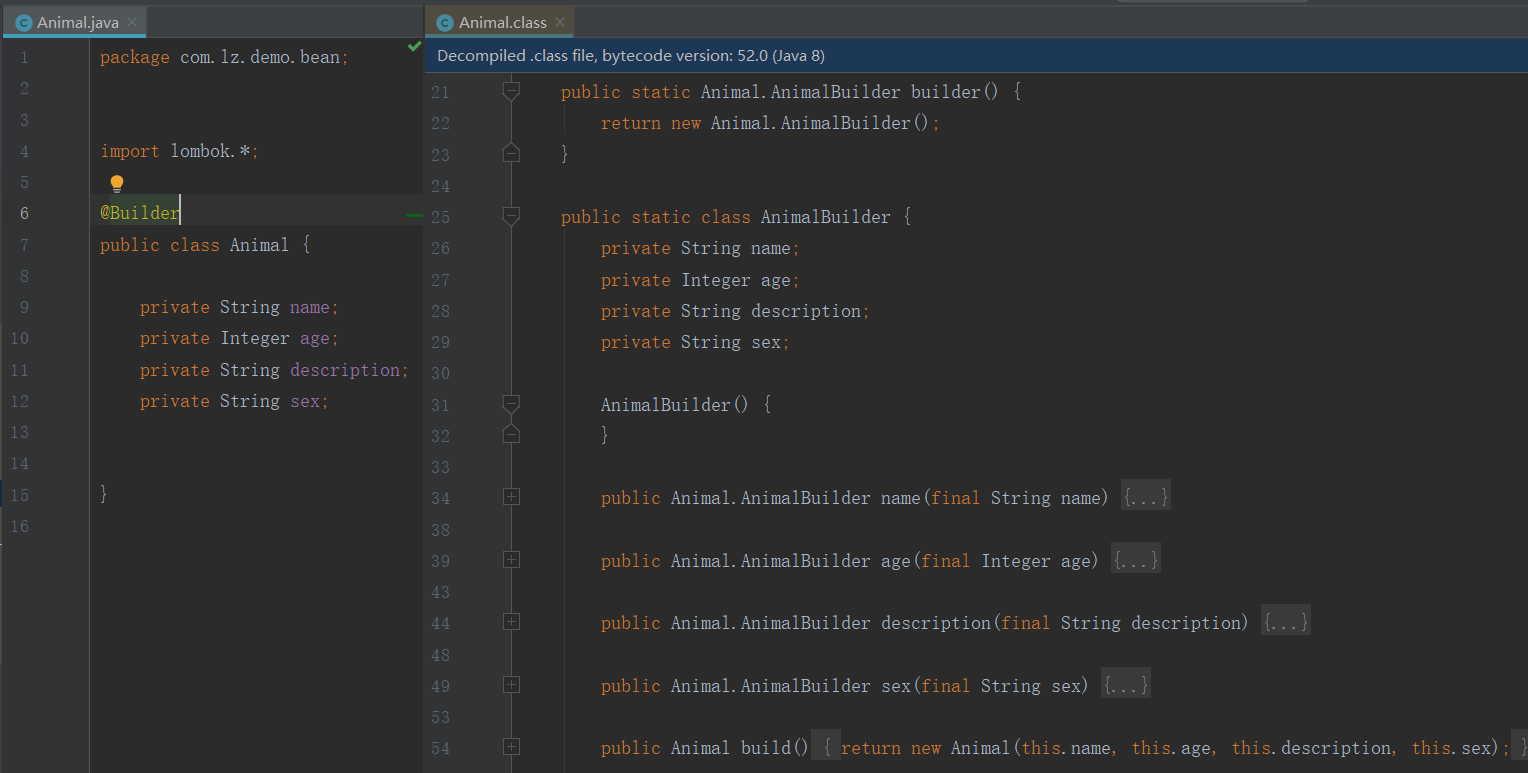 Animal.java
1 package com.lz.demo.bean;
2
3
4 import lombok.*;
5
6 @Builder
7 public class Animal {
8
9 private String name;
10 private Integer age;
11 private String description;
12 private String sex;
13
14
15 }
16
Animal.class
Decompiled .class file, bytecode version: 52.0 (Java 8)
21 public static Animal.AnimalBuilder builder() {
22 return new Animal.AnimalBuilder();
23 }
24
25 public static class AnimalBuilder {
26 private String name;
27 private Integer age;
28 private String description;
29 private String sex;
30
31 AnimalBuilder() {
32 }
33
34 public Animal.AnimalBuilder name(final String name) {...}
38
39 public Animal.AnimalBuilder age(final Integer age) {...}
43
44 public Animal.AnimalBuilder description(final String description) {...}
48
49 public Animal.AnimalBuilder sex(final String sex) {...}
53
54 public Animal build() { return new Animal(this.name, this.age, this.description, this.sex); }